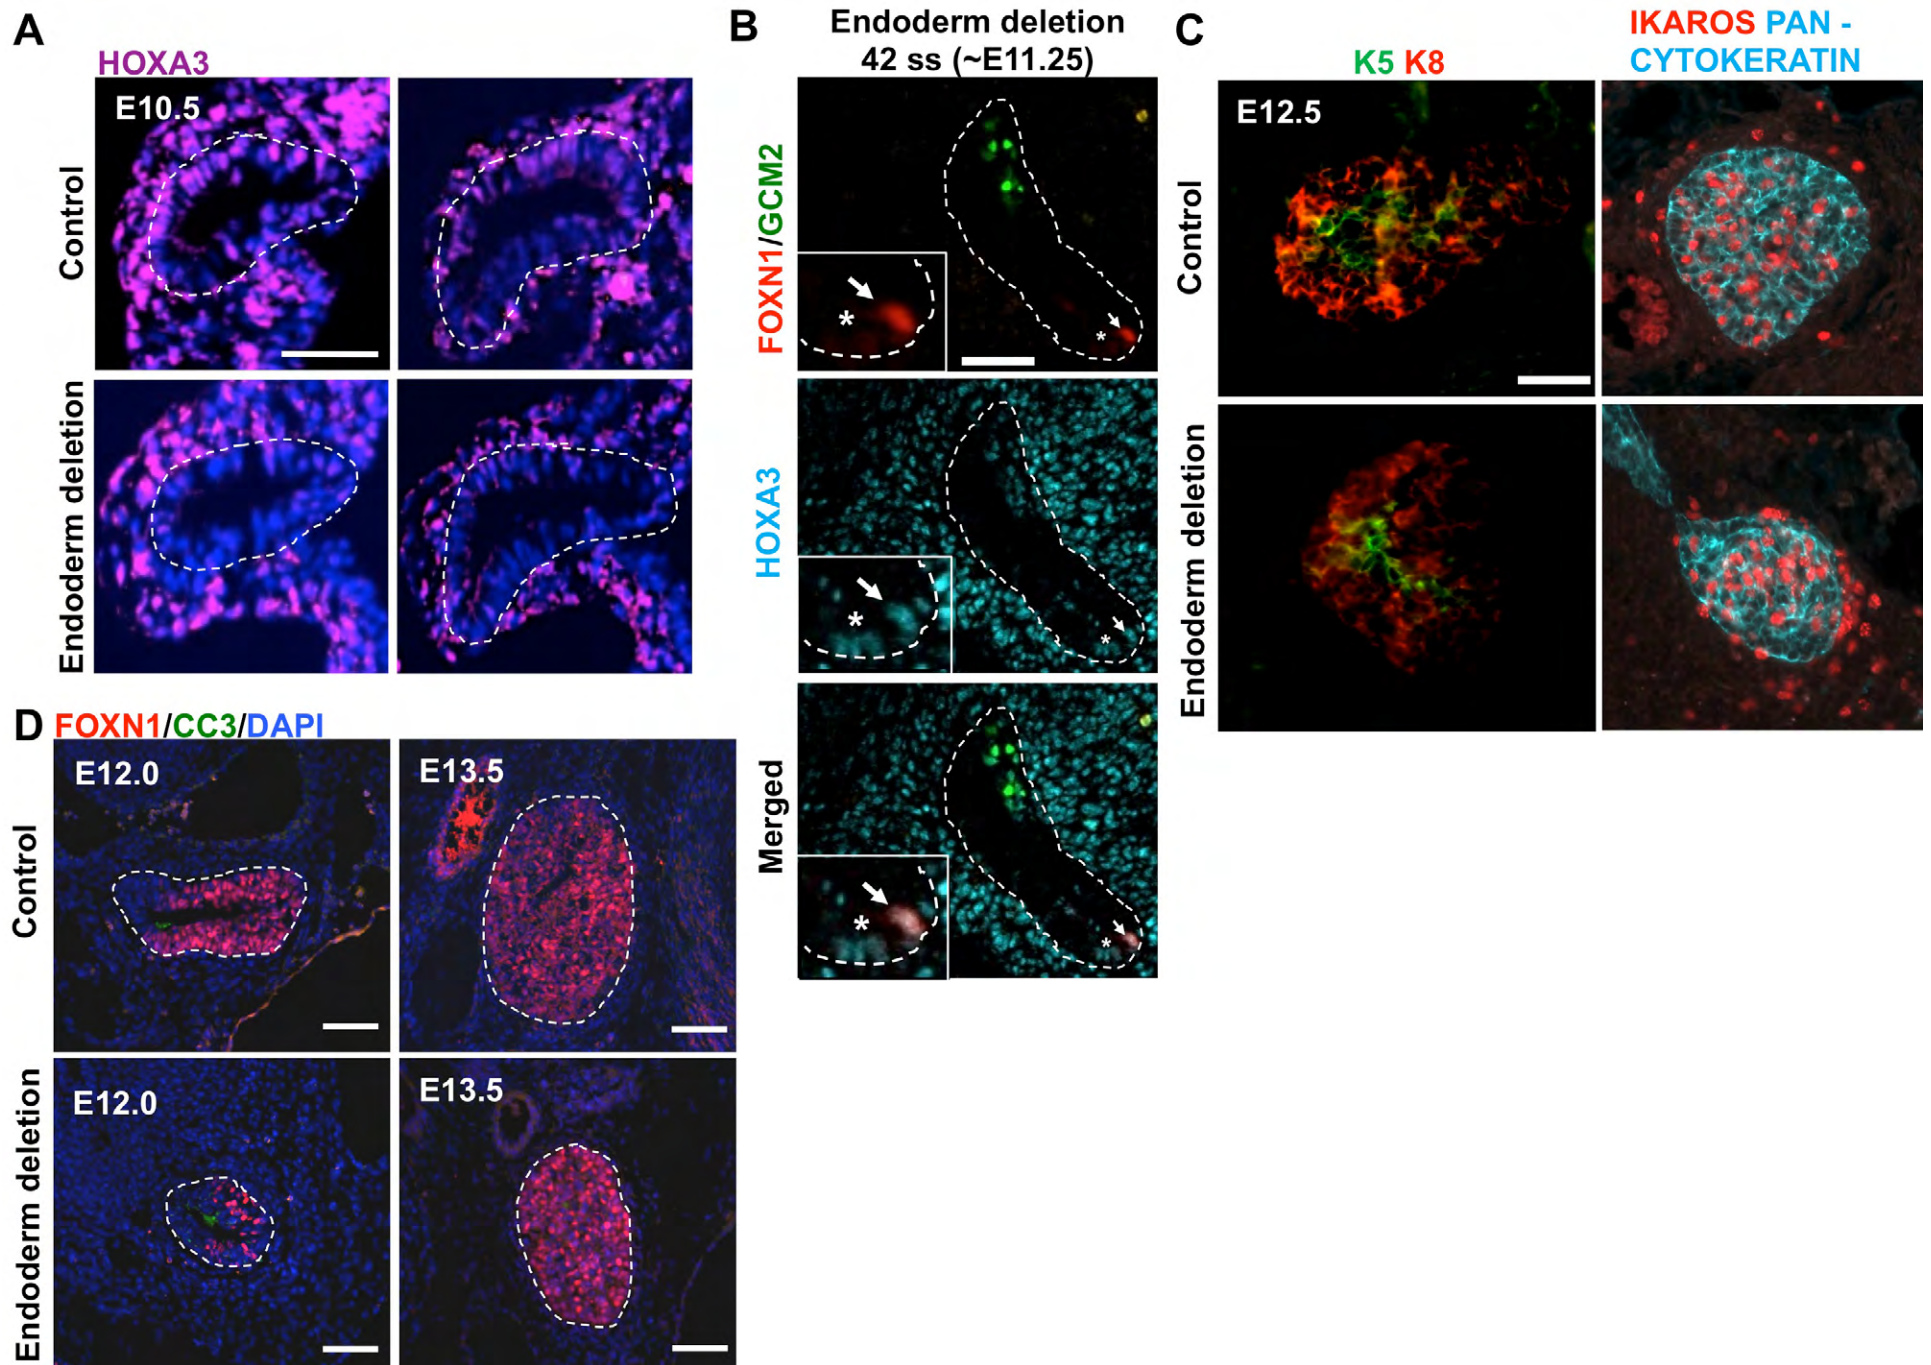 A
HOXA3
E10.5
Control
Endoderm deletion
B
Endoderm deletion
42 ss (~E11.25)
FOXN1/GCM2
*
*
HOXA3
*
*
Merged
*
*
C
K5 K8
IKAROS PAN -
CYTOKERATIN
E12.5
Control
Endoderm deletion
D
FOXN1/CC3/DAPI
E12.0
E13.5
Control
E12.0
E13.5
Endoderm deletion